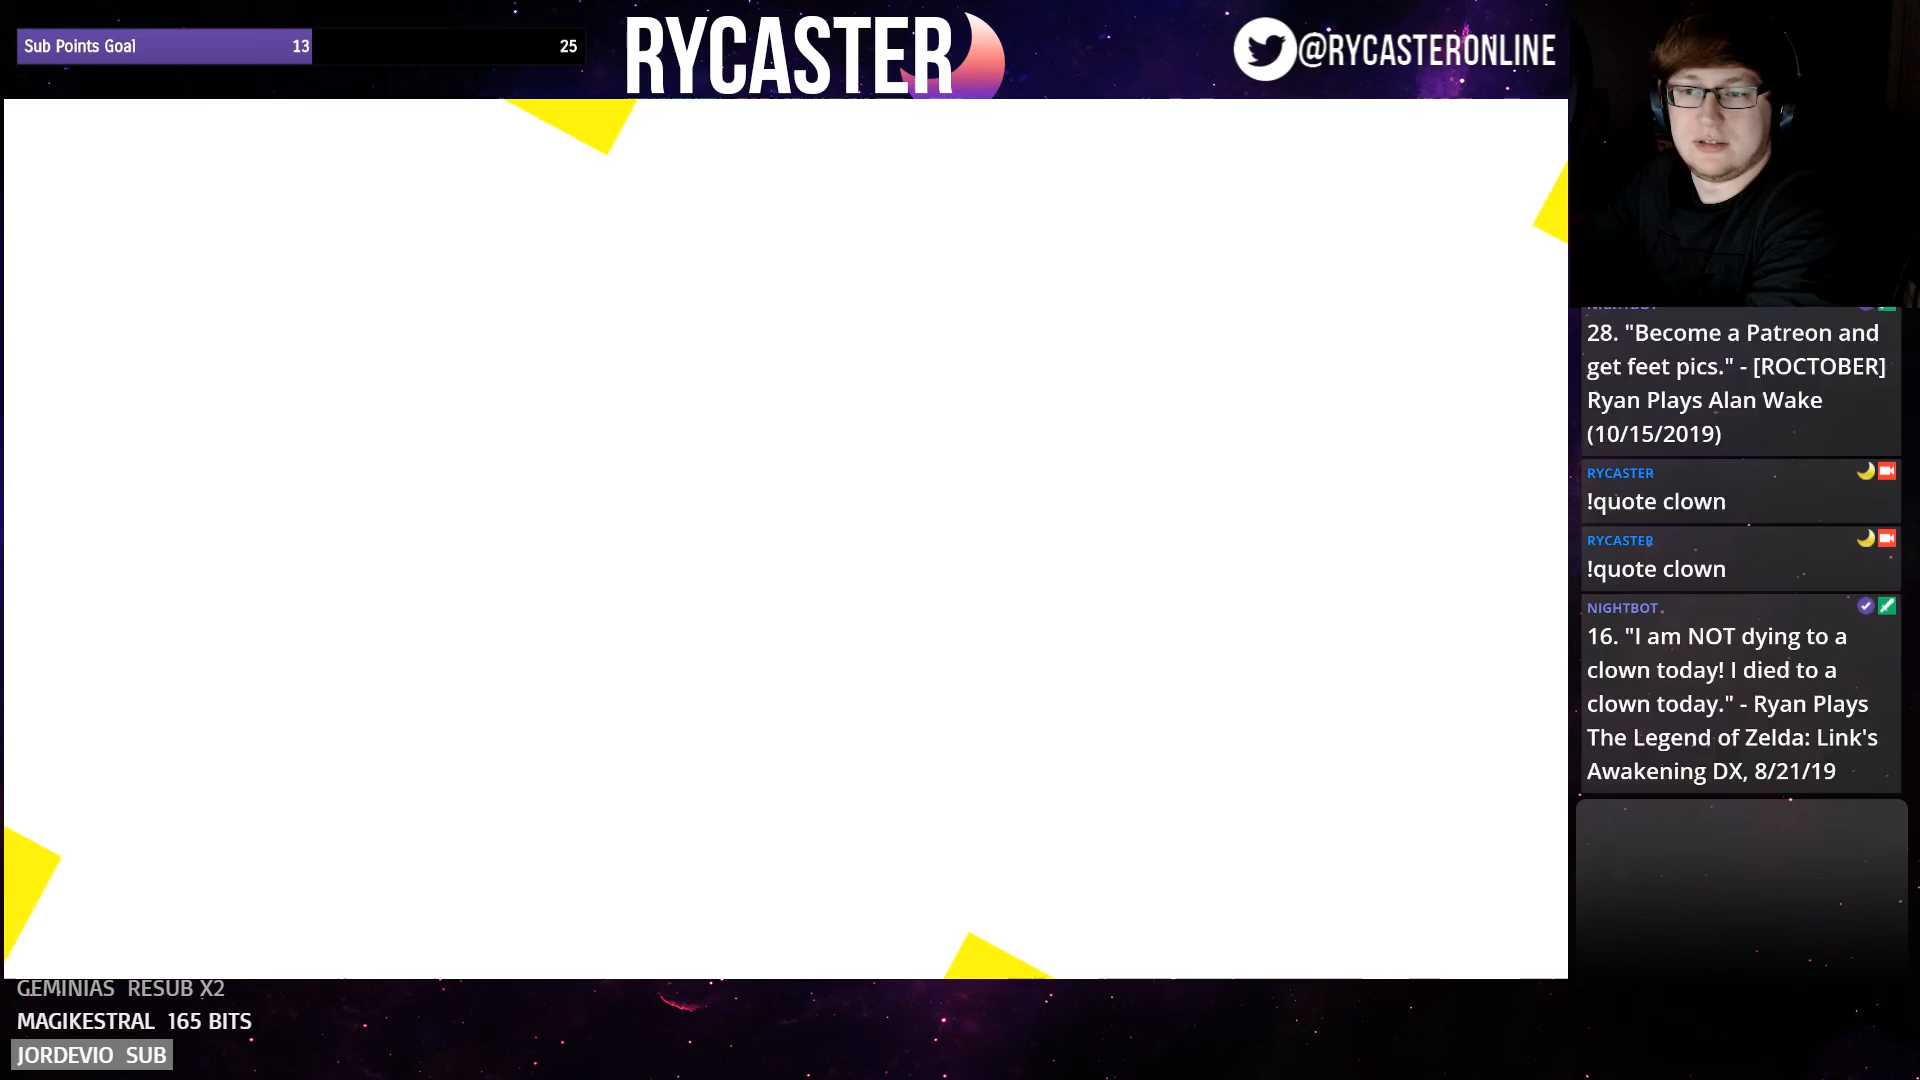 Sub Points Goal 13 25
RYCASTER
@RYCASTERONLINE
28. "Become a Patreon and
get feet pics." - [ROCTOBER]
Ryan Plays Alan Wake
(10/15/2019)
RYCASTER
!quote clown
RYCASTER
!quote clown
NIGHTBOT
16. "I am NOT dying to a
clown today! I died to a
clown today." - Ryan Plays
The Legend of Zelda: Link's
Awakening DX, 8/21/19
GEMINIAS RESUB X2
MAGIKESTRAL 165 BITS
JORDEVIO SUB